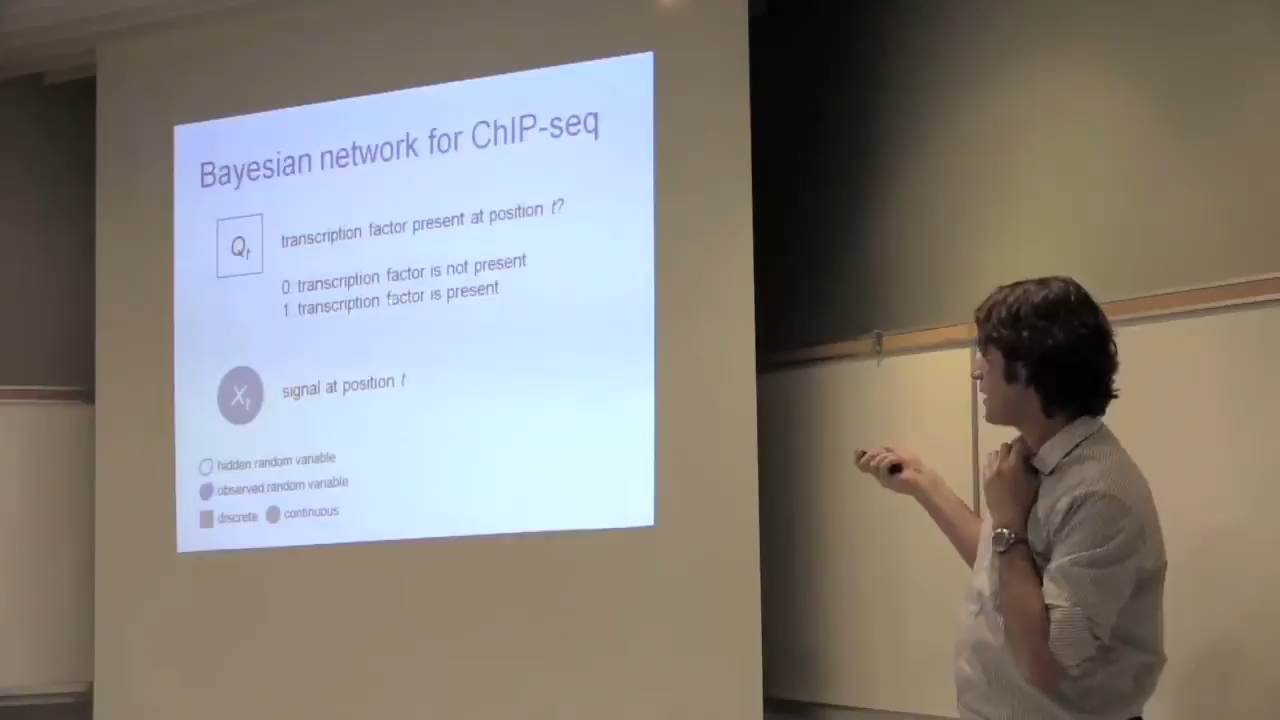 Bayesian network for ChIP-seq
Qt
transcription factor present at position t?
0 transcription factor is not present
1 transcription factor is present
Xt
signal at position t
hidden random variable
observed random variable
discrete continuous